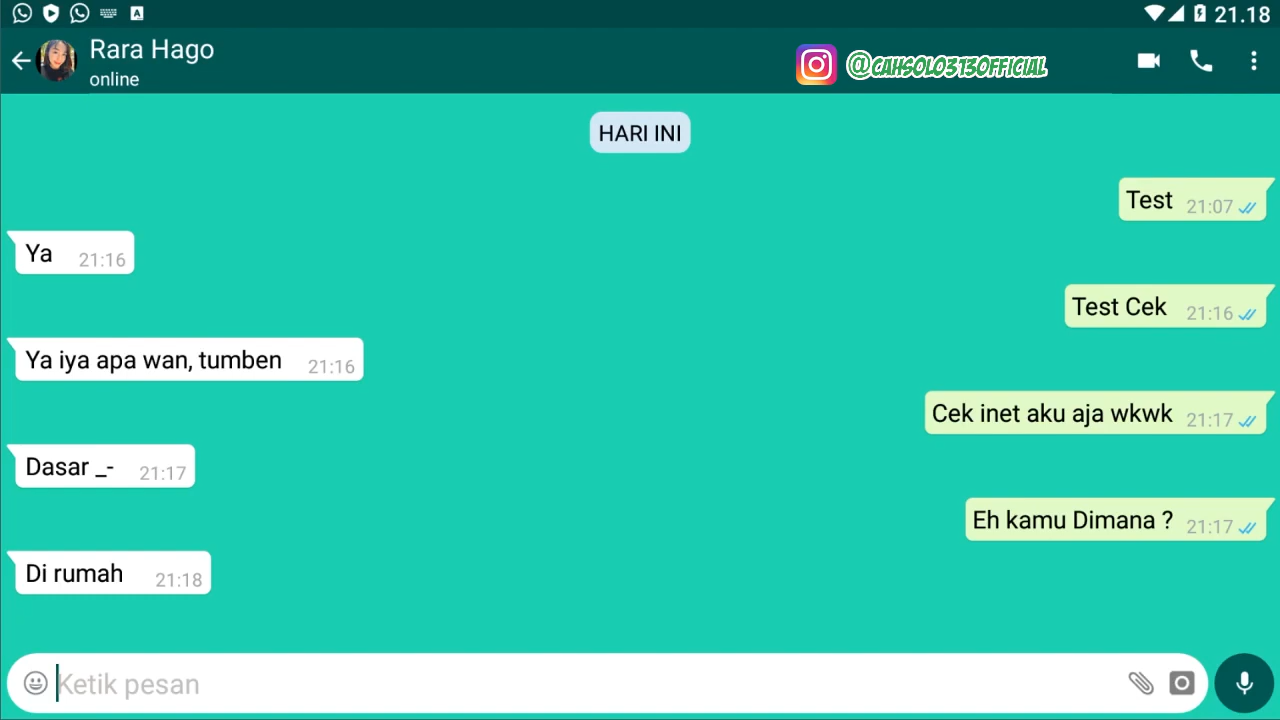 21.18
Rara Hago
online
@CAHSOLO313OFFICIAL
HARI INI
Test 21:07
Ya 21:16
Test Cek 21:16
Ya iya apa wan, tumben 21:16
Cek inet aku aja wkwk 21:17
Dasar _- 21:17
Eh kamu Dimana ? 21:17
Di rumah 21:18
Ketik pesan